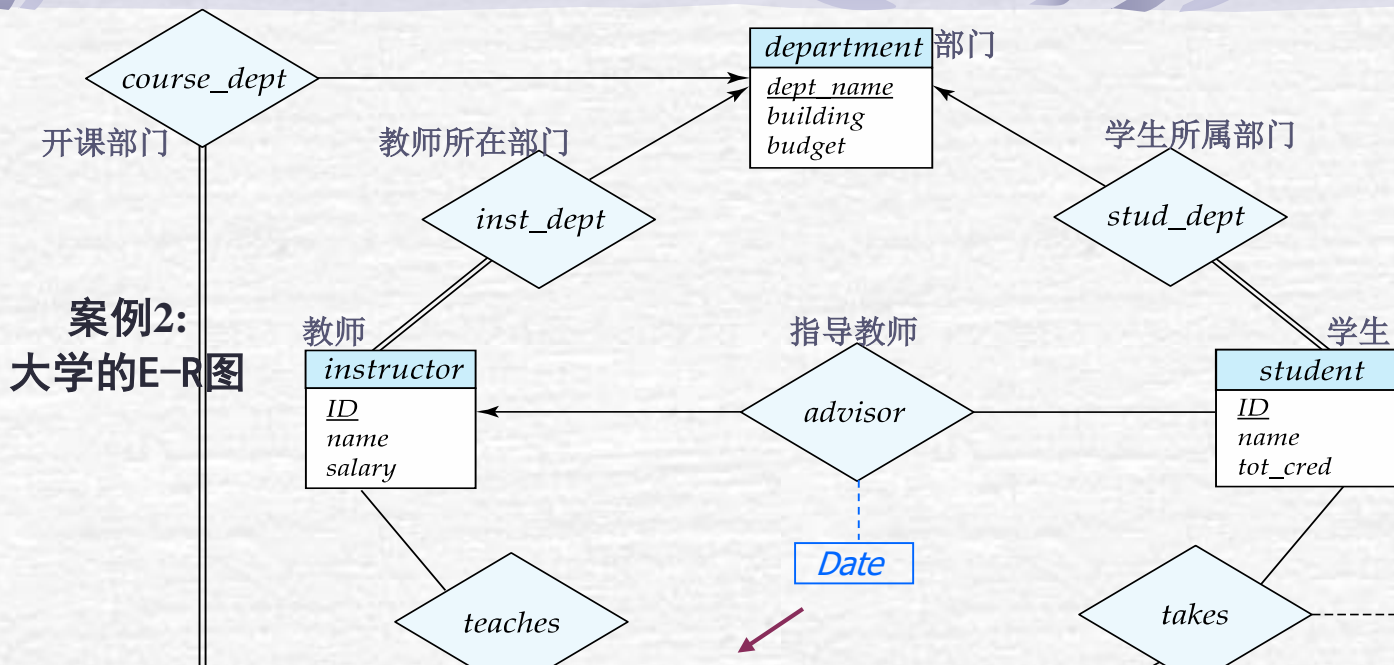 course_dept
department
部门
dept_name
building
budget
开课部门
教师所在部门
学生所属部门
inst_dept
stud_dept
案例2:
大学的E-R图
教师
指导教师
学生
instructor
ID
name
salary
advisor
student
ID
name
tot_cred
Date
teaches
takes